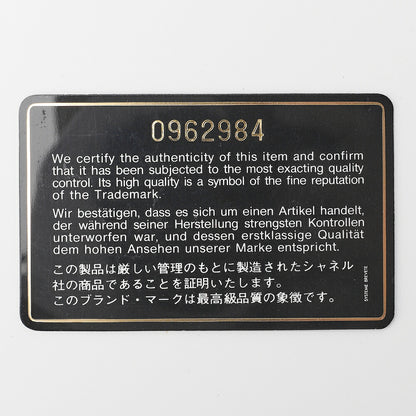 0962984
We certify the authenticity of this item and confirm
that it has been subjected to the most exacting quality
control. Its high quality is a symbol of the fine reputation
of the Trademark.
Wir bestätigen, dass es sich um einen Artikel handelt,
der während seiner Herstellung strengsten Kontrollen
unterworfen war, und dessen erstklassige Qualität
dem hohen Ansehen unserer Marke entspricht.
この製品は厳しい管理のもとに製造されたシャネル
社の商品であることを証明いたします。
このブランド・マークは最高級品質の象徴です。
SYSTEME BREVETE